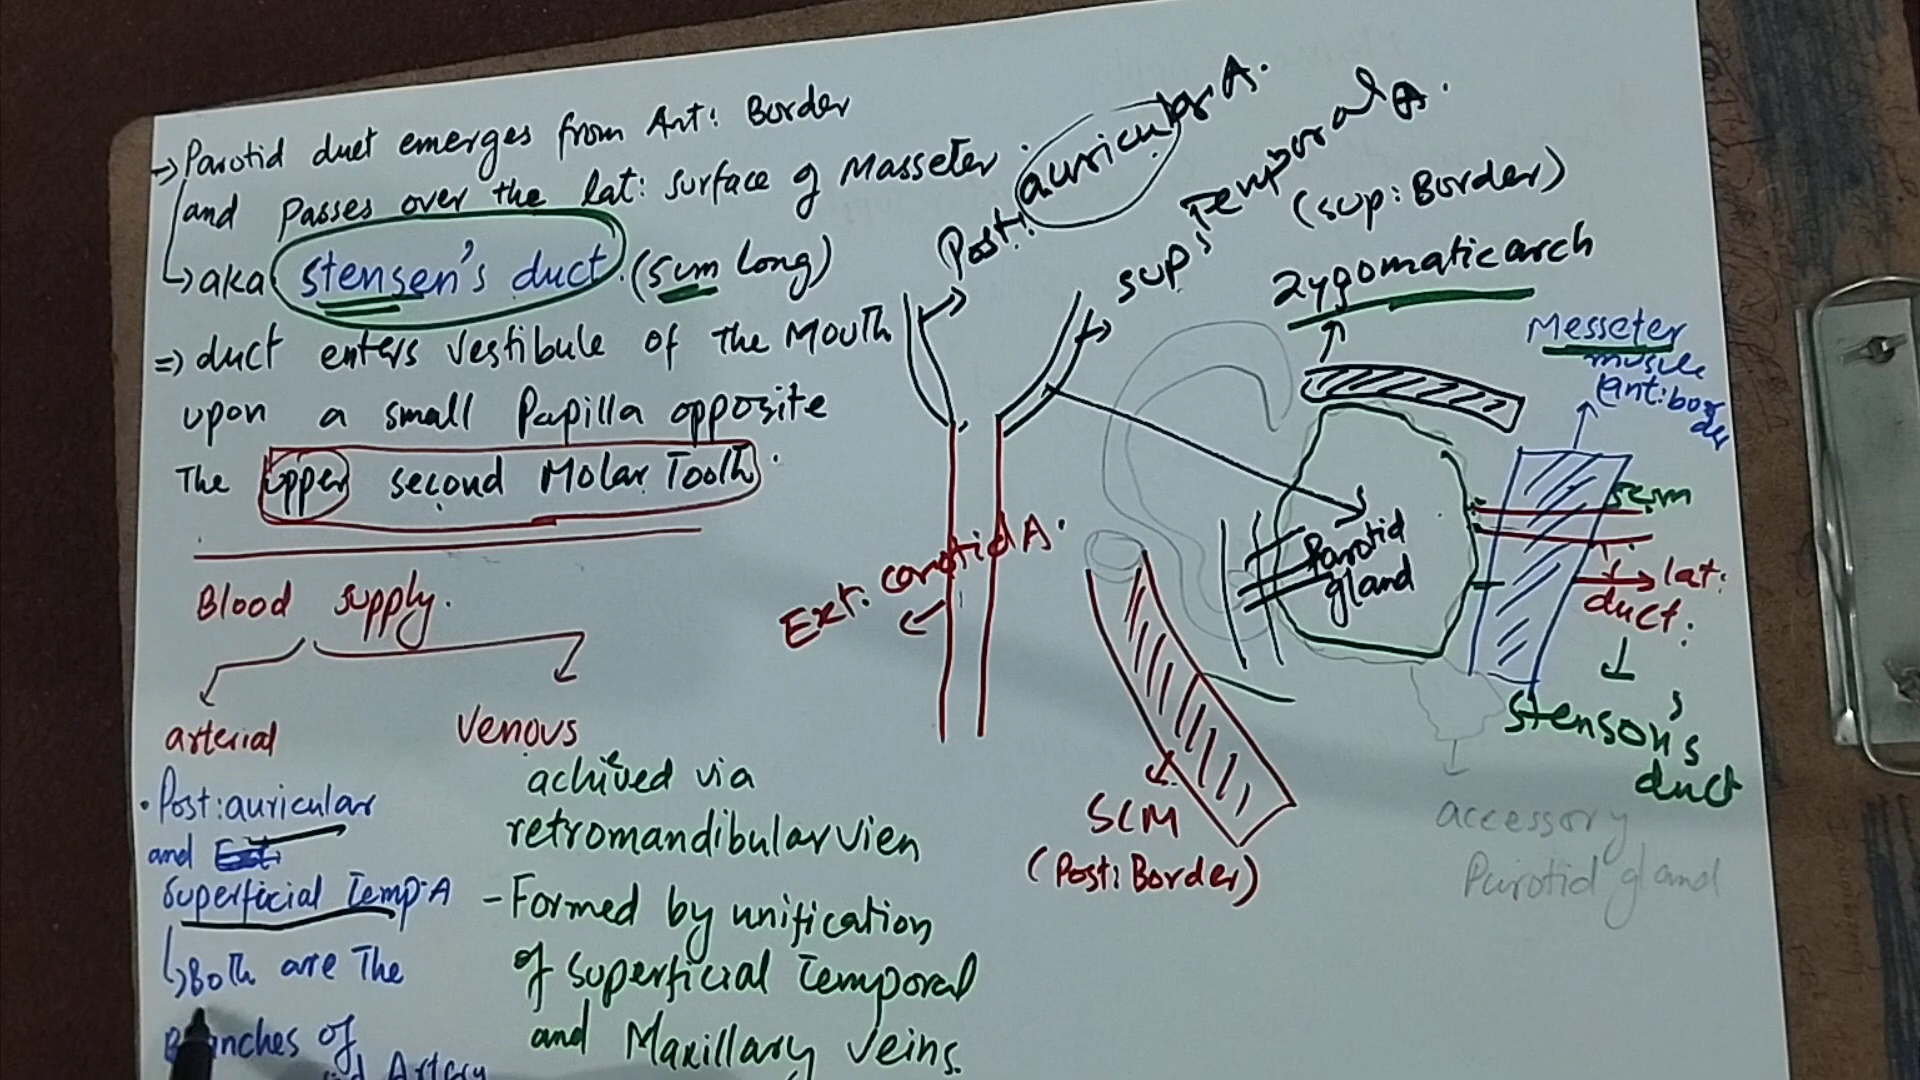 → Parotid duct emerges from Ant: Border
and Passes over the lat: surface of Masseter.
↳ aka Stensen's duct. (5cm long)
⇒ duct enters vestibule of the Mouth
upon a small Papilla opposite
The upper second Molar Tooth.
Blood supply.
arterial
Venous
• Post: auricular
and Ext:
Superficial Temp. A
↳ Both are The
Branches of
Artery
achived via
retromandibular vien
- Formed by unification
of superficial Temporal
and Maxillary Veins.
Post: auricular A.
sup: Temporal A.
(sup: Border)
Zygomatic arch
Messeter
muscle
(ant: border
5cm
Parotid
gland
lat:
duct:
↓
Stenson's
duct
Ext. carotid A.
SCM
(Post: Border)
accessory
Parotid gland